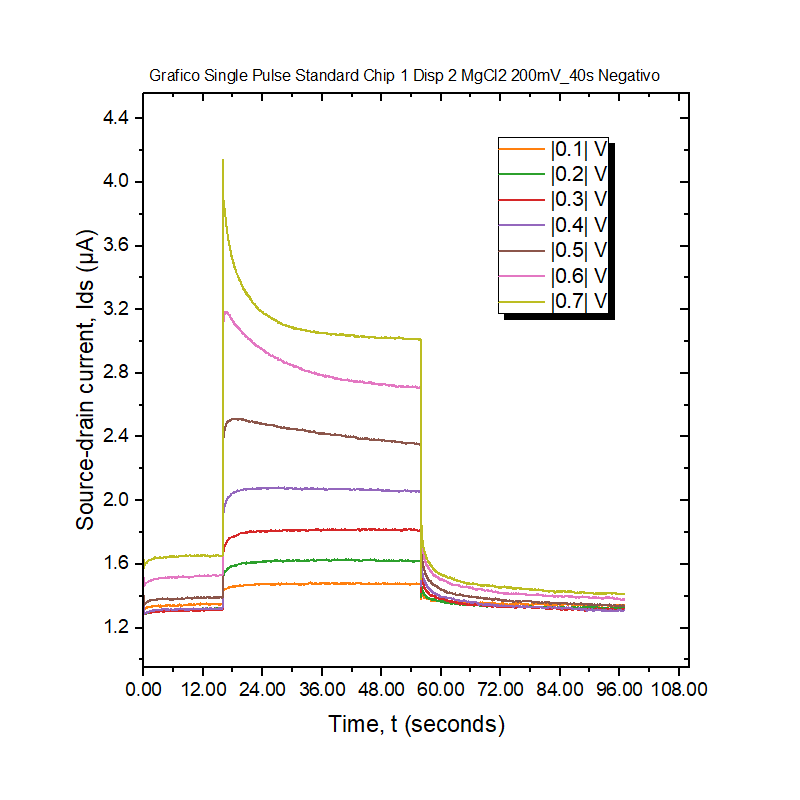 Grafico Single Pulse Standard Chip 1 Disp 2 MgCl2 200mV_40s Negativo
4.4
4.0
3.6
3.2
2.8
2.4
2.0
1.6
1.2
Source-drain current, Ids (µA)
|0.1| V
|0.2| V
|0.3| V
|0.4| V
|0.5| V
|0.6| V
|0.7| V
0.00 12.00 24.00 36.00 48.00 60.00 72.00 84.00 96.00 108.00
Time, t (seconds)